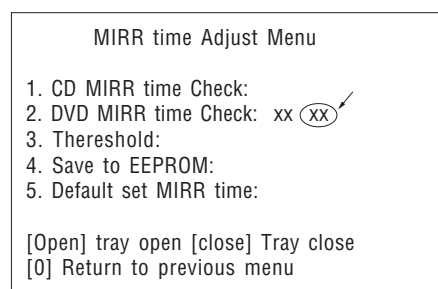 MIRR time Adjust Menu
1. CD MIRR time Check:
2. DVD MIRR time Check: xx xx
3. Thereshold:
4. Save to EEPROM:
5. Default set MIRR time:
[Open] tray open [close] Tray close
[0] Return to previous menu